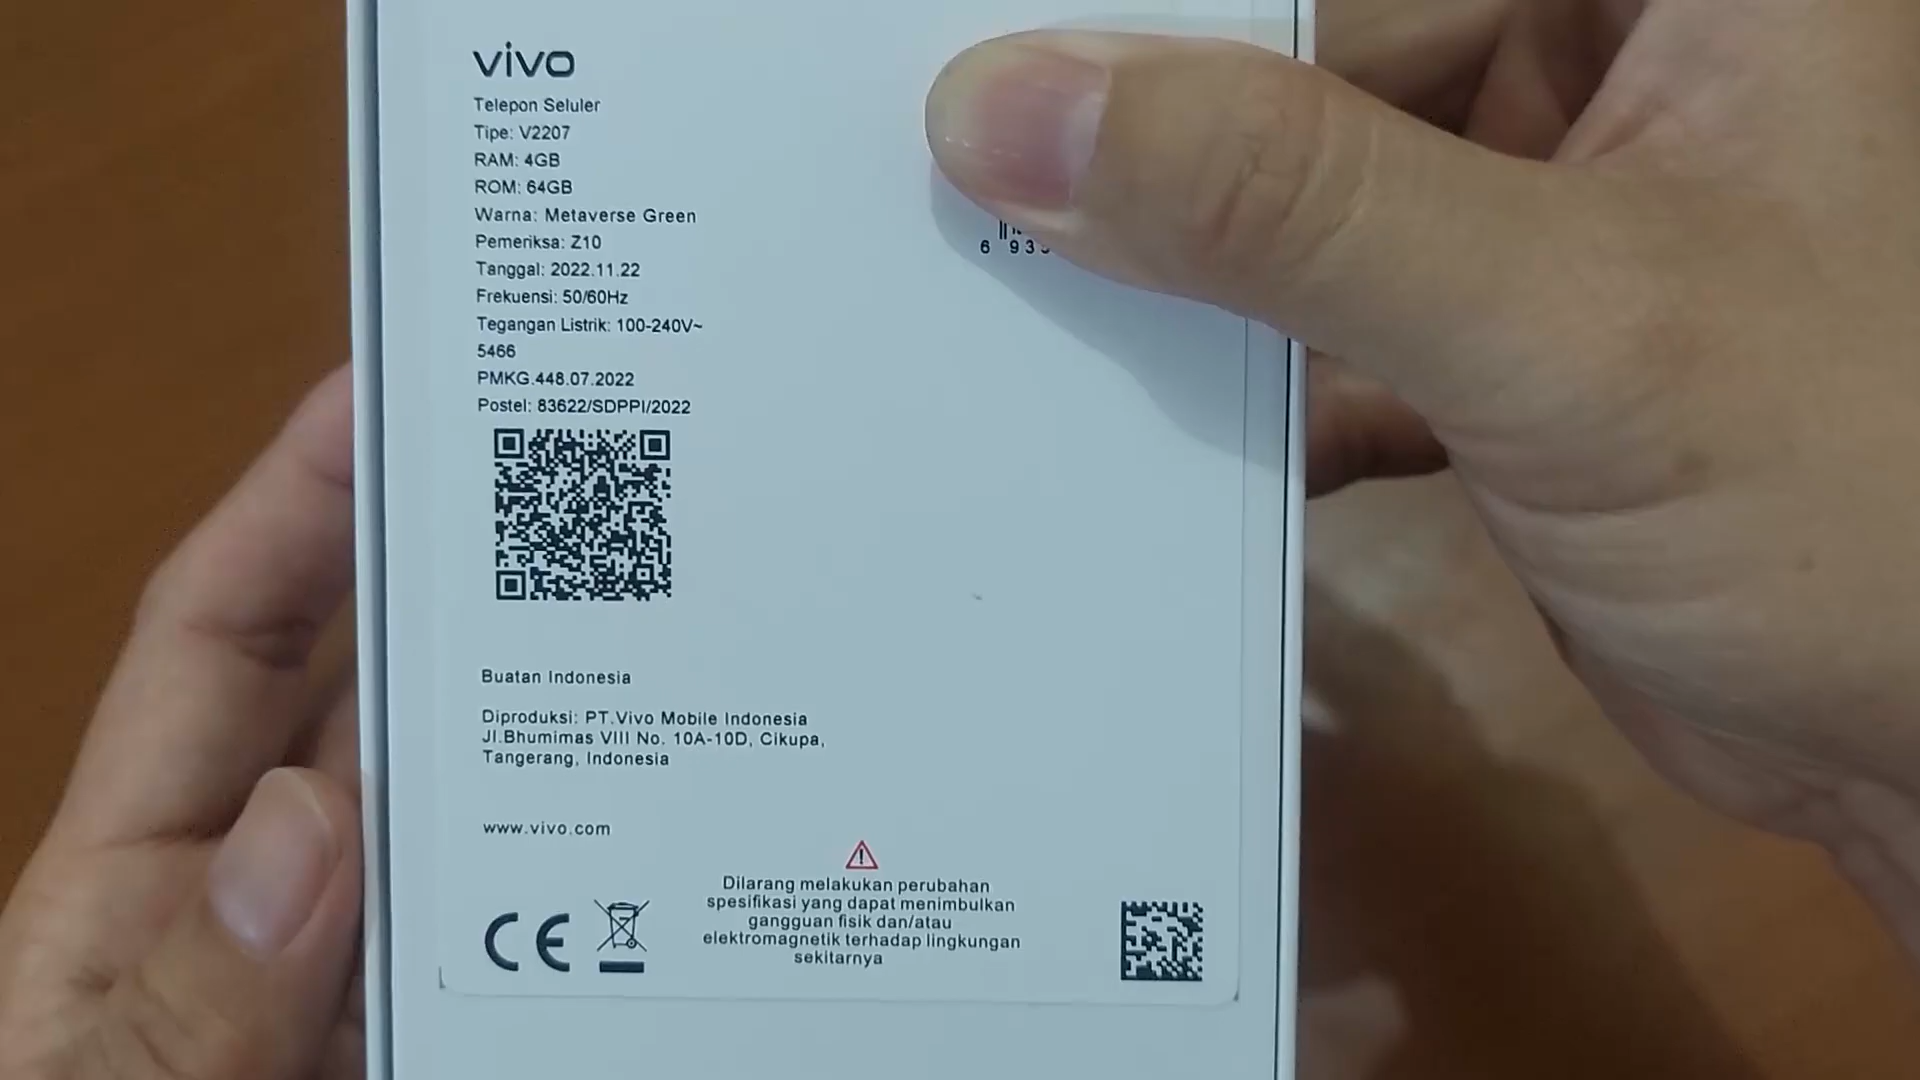 vivo
Telepon Seluler
Tipe: V2207
RAM: 4GB
ROM: 64GB
Warna: Metaverse Green
Pemeriksa: Z10
Tanggal: 2022.11.22
Frekuensi: 50/60Hz
Tegangan Listrik: 100-240V~
5466
PMKG.448.07.2022
Postel: 83622/SDPPI/2022
6 935
Buatan Indonesia
Diproduksi: PT.Vivo Mobile Indonesia
Jl.Bhumimas VIII No. 10A-10D, Cikupa,
Tangerang, Indonesia
www.vivo.com
CE
Dilarang melakukan perubahan
spesifikasi yang dapat menimbulkan
gangguan fisik dan/atau
elektromagnetik terhadap lingkungan
sekitarnya